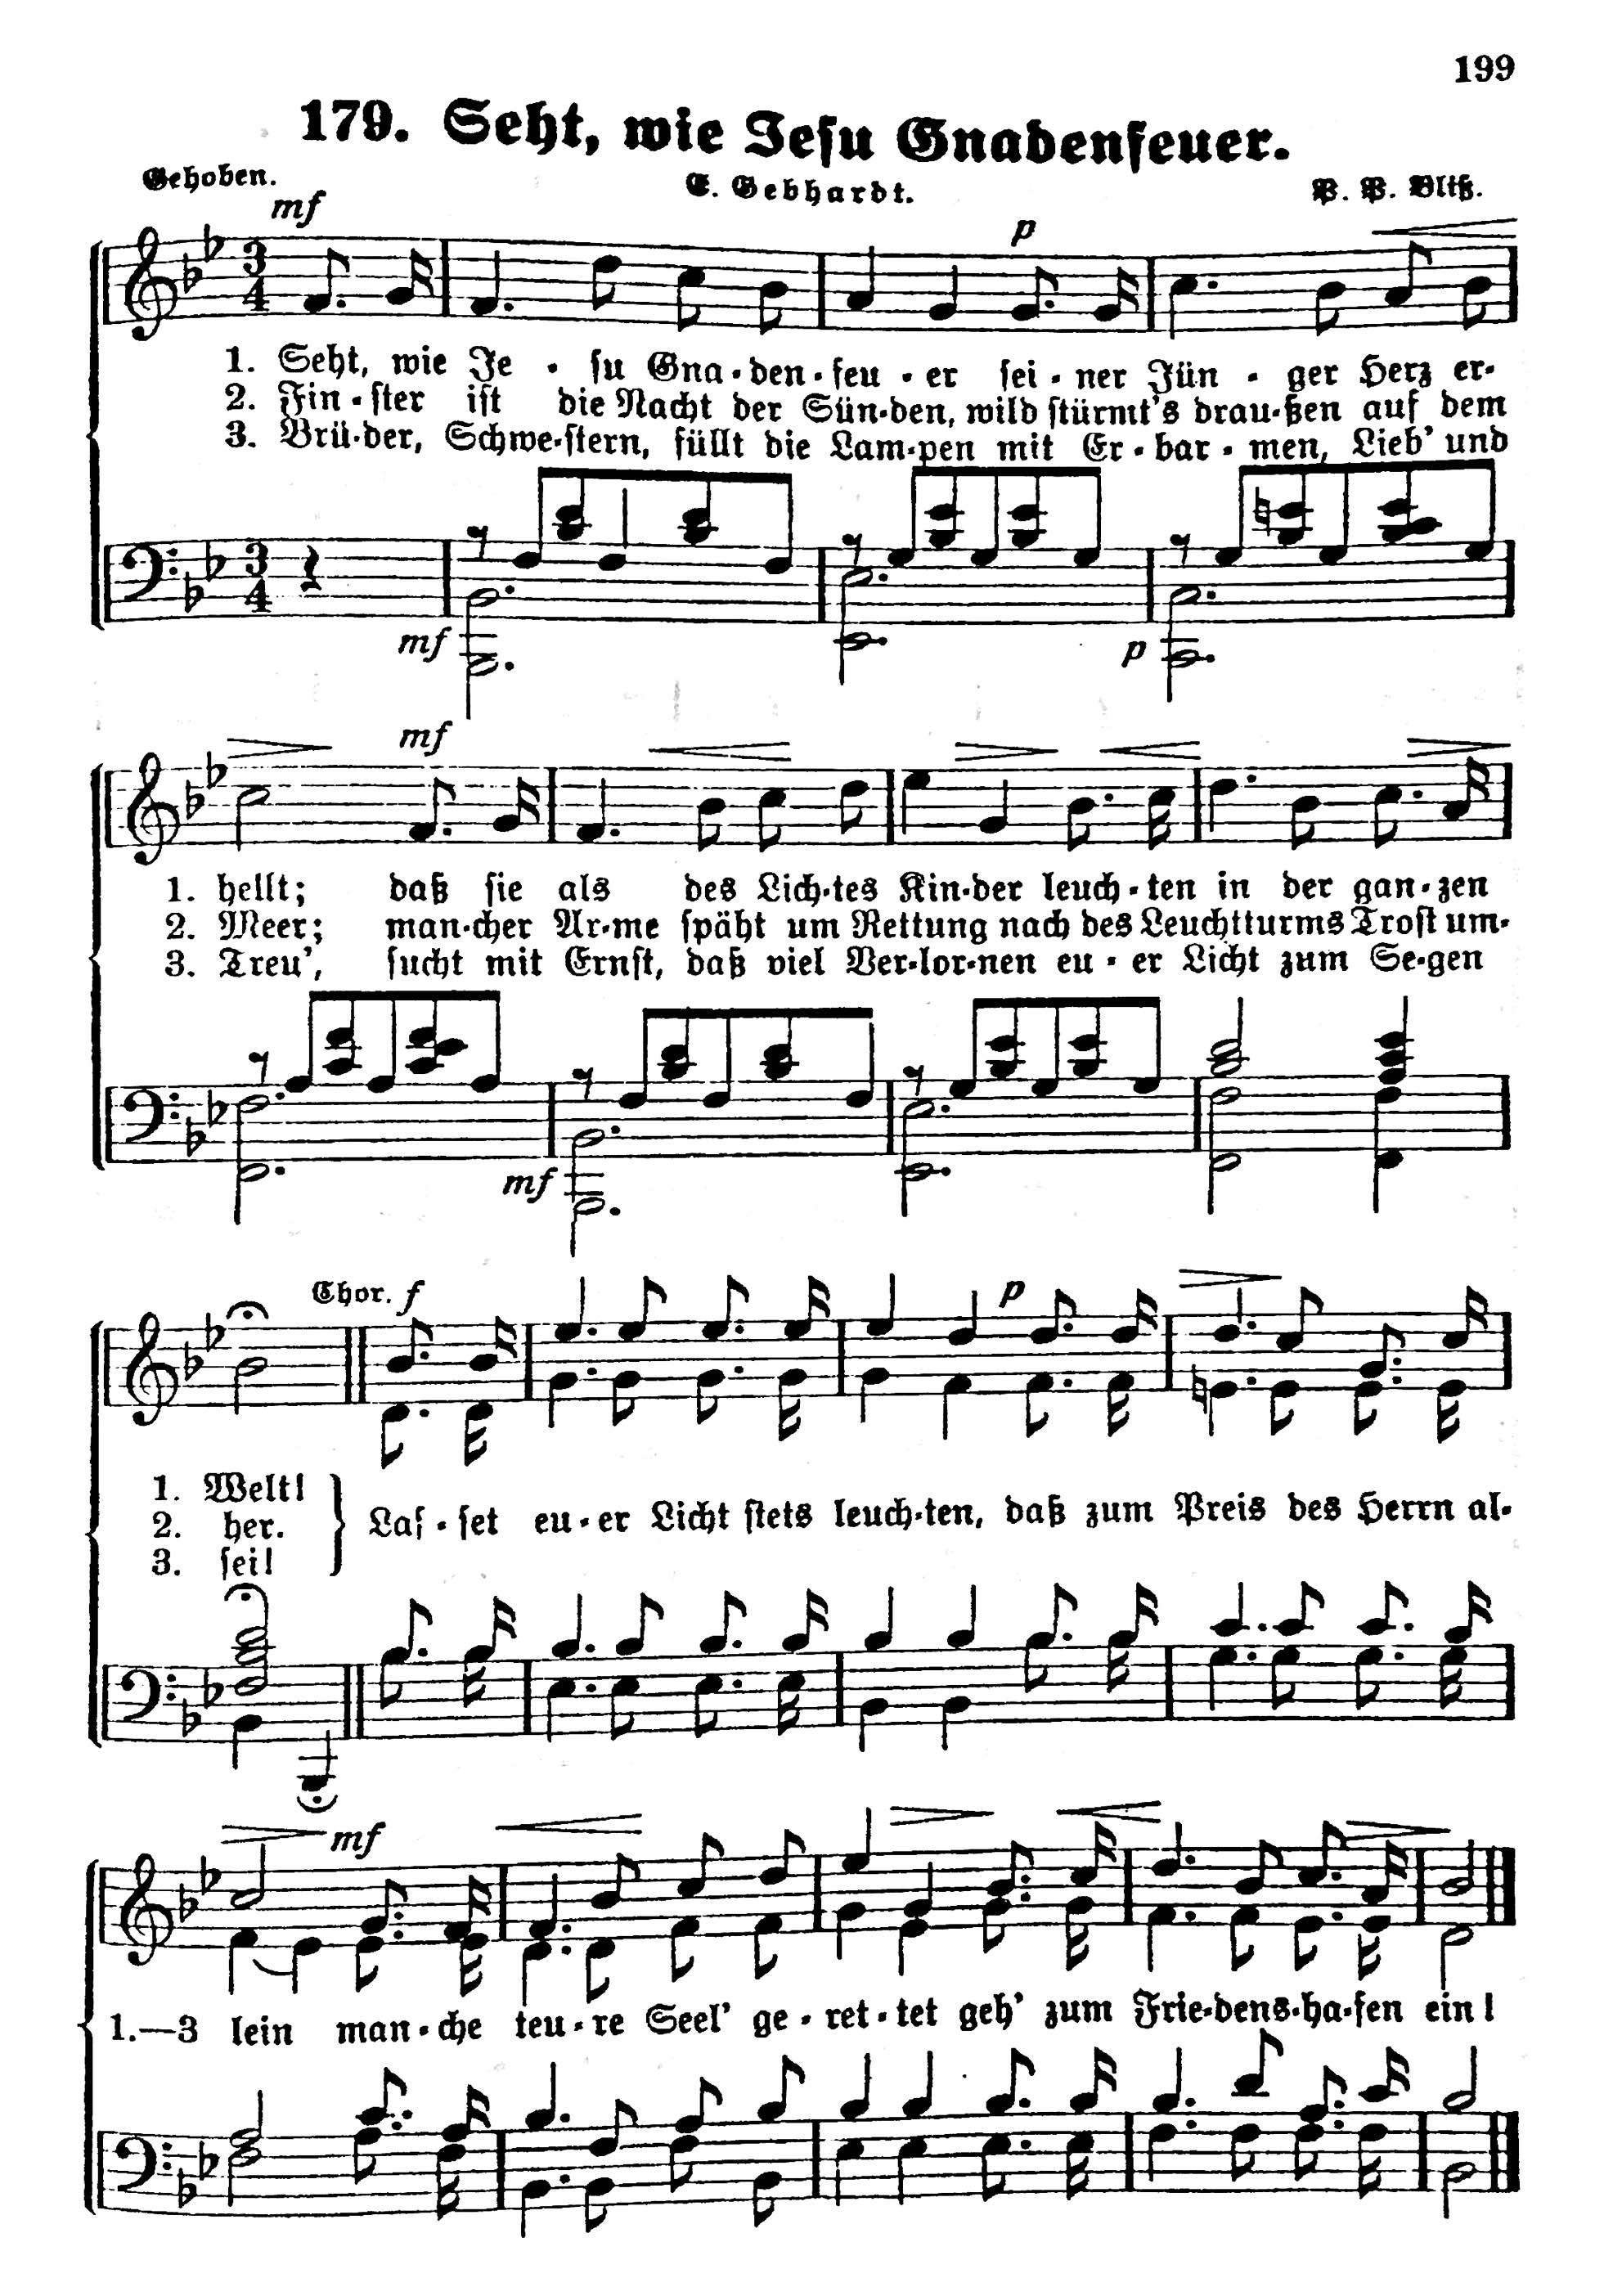 199
179. Seht, wie Jesu Gnadenfeuer.
Gehoben.
E. Gebhardt.
P. P. Bliß.
mf
p
1. Seht, wie Je - su Gna-den-feu-er sei-ner Jün - ger Herz er-
2. Fin-ster ist die Nacht der Sün-den, wild stürmt's drau-ßen auf dem
3. Brü-der, Schwe-stern, füllt die Lam-pen mit Er-bar-men, Lieb' und
mf
p
mf
1. hellt; daß sie als des Lich-tes Kin-der leuch-ten in der gan-zen
2. Meer; man-cher Ar-me späht um Rettung nach des Leuchtturms Trost um-
3. Treu', sucht mit Ernst, daß viel Ver-lor-nen eu-er Licht zum Se-gen
mf
Chor. f
p
1. Welt!
2. her.
3. sei!
Las-set eu-er Licht stets leuch-ten, daß zum Preis des Herrn al-
mf
1.—3 lein man-che teu-re Seel' ge-ret-tet geh' zum Frie-dens-ha-fen ein!